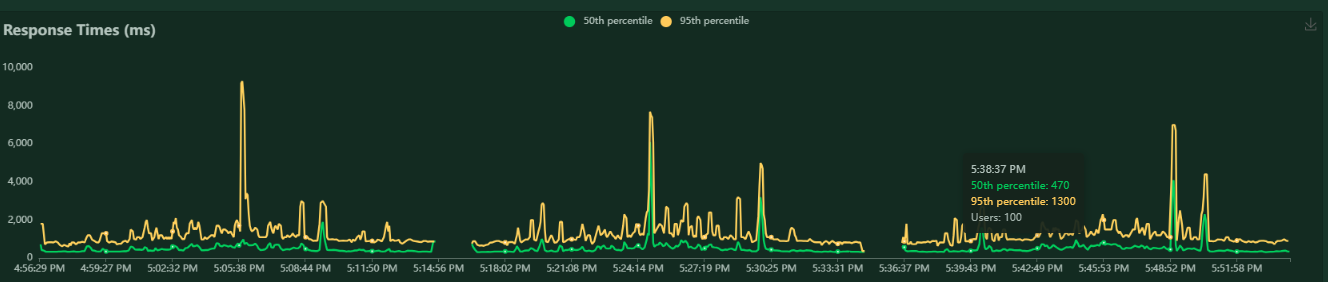 Response Times (ms)
50th percentile 95th percentile
10,000
8,000
6,000
4,000
2,000
0
5:38:37 PM
50th percentile: 470
95th percentile: 1300
Users: 100
4:56:29 PM 4:59:27 PM 5:02:32 PM 5:05:38 PM 5:08:44 PM 5:11:50 PM 5:14:56 PM 5:18:02 PM 5:21:08 PM 5:24:14 PM 5:27:19 PM 5:30:25 PM 5:33:31 PM 5:36:37 PM 5:39:43 PM 5:42:49 PM 5:45:53 PM 5:48:52 PM 5:51:58 PM